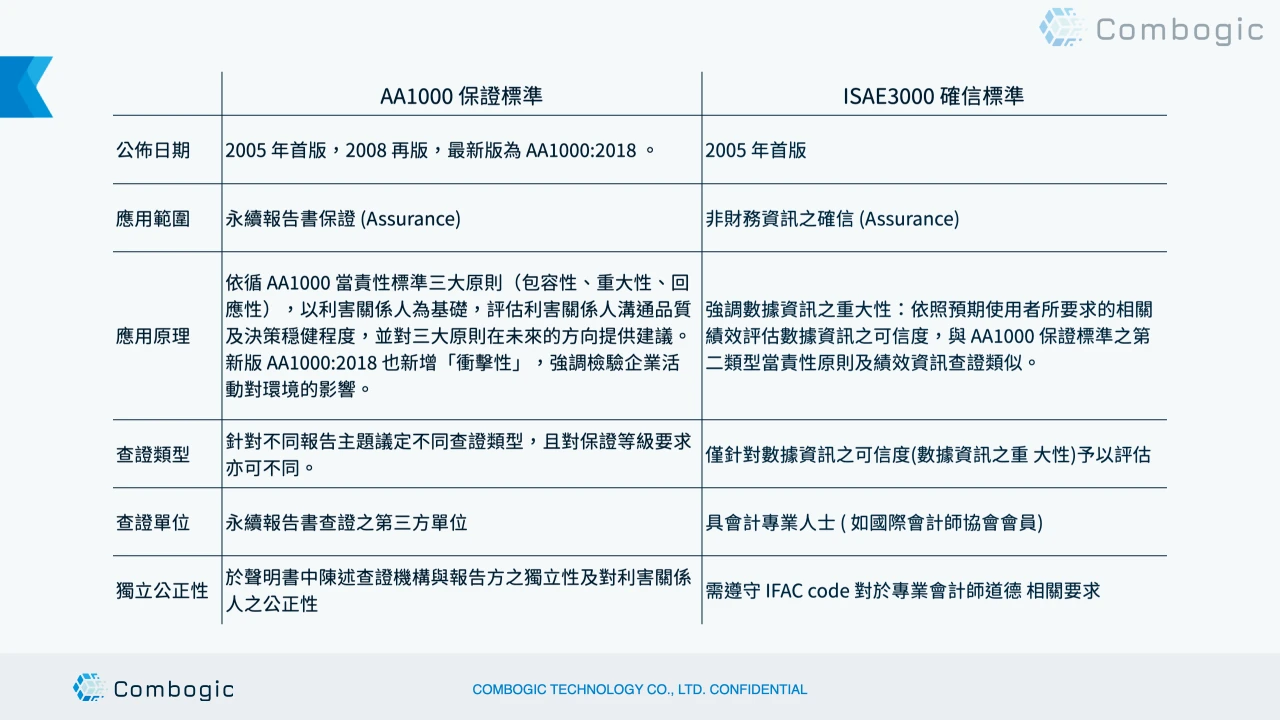 Combogic
AA1000 保證標準
ISAE3000 確信標準
公佈日期
2005 年首版，2008 再版，最新版為 AA1000:2018 。
2005 年首版
應用範圍
永續報告書保證 (Assurance)
非財務資訊之確信 (Assurance)
應用原理
依循 AA1000 當責性標準三大原則（包容性、重大性、回
應性），以利害關係人為基礎，評估利害關係人溝通品質
及決策穩健程度，並對三大原則在未來的方向提供建議。
新版 AA1000:2018 也新增「衝擊性」，強調檢驗企業活
動對環境的影響。
強調數據資訊之重大性：依照預期使用者所要求的相關
績效評估數據資訊之可信度，與 AA1000 保證標準之第
二類型當責性原則及績效資訊查證類似。
查證類型
針對不同報告主題議定不同查證類型，且對保證等級要求
亦可不同。
僅針對數據資訊之可信度(數據資訊之重 大性)予以評估
查證單位
永續報告書查證之第三方單位
具會計專業人士 ( 如國際會計師協會會員)
獨立公正性
於聲明書中陳述查證機構與報告方之獨立性及對利害關係
人之公正性
需遵守 IFAC code 對於專業會計師道德 相關要求
Combogic
COMBOGIC TECHNOLOGY CO., LTD. CONFIDENTIAL